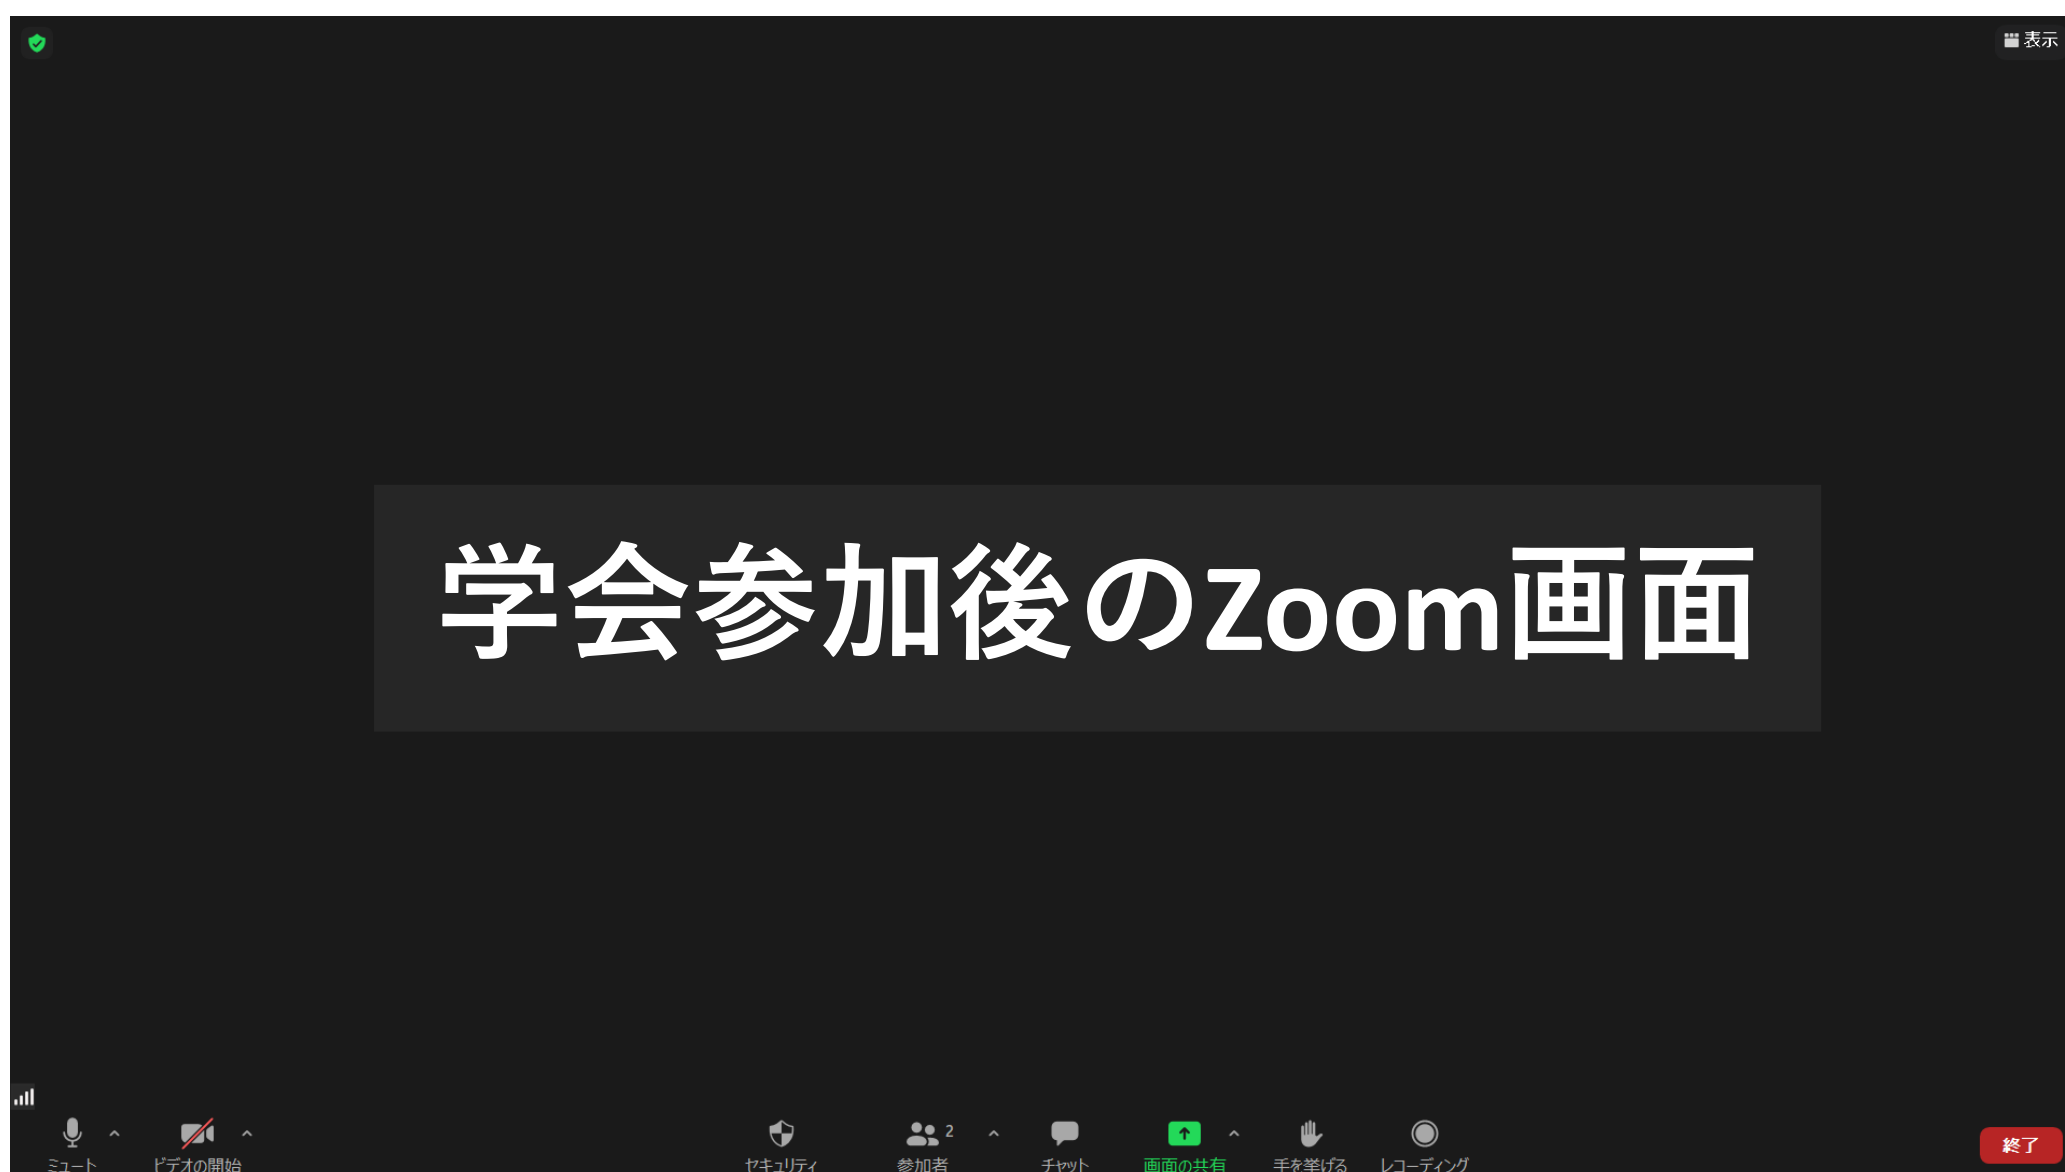 表示
学会参加後のZoom画面
2
ミュート ビデオの開始 セキュリティ 参加者 チャット 画面の共有 手を挙げる レコーディング 終了